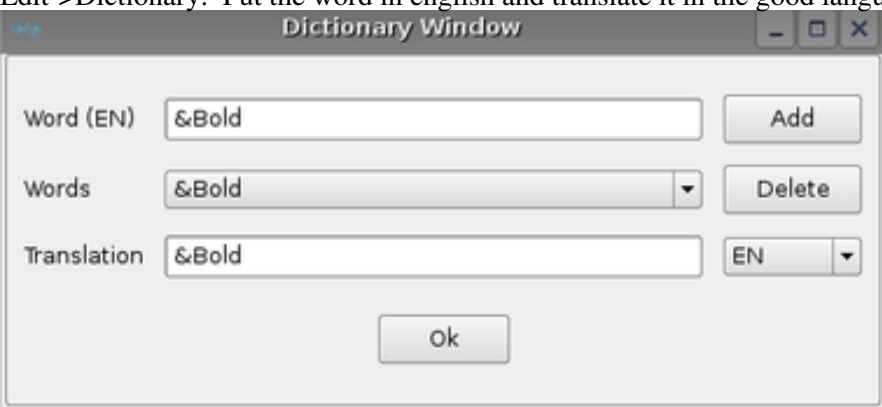 Edit->Dictionary. Put the word in english and translate it in the good langu
Dictionary Window
Word (EN) &Bold Add
Words &Bold Delete
Translation &Bold EN
Ok